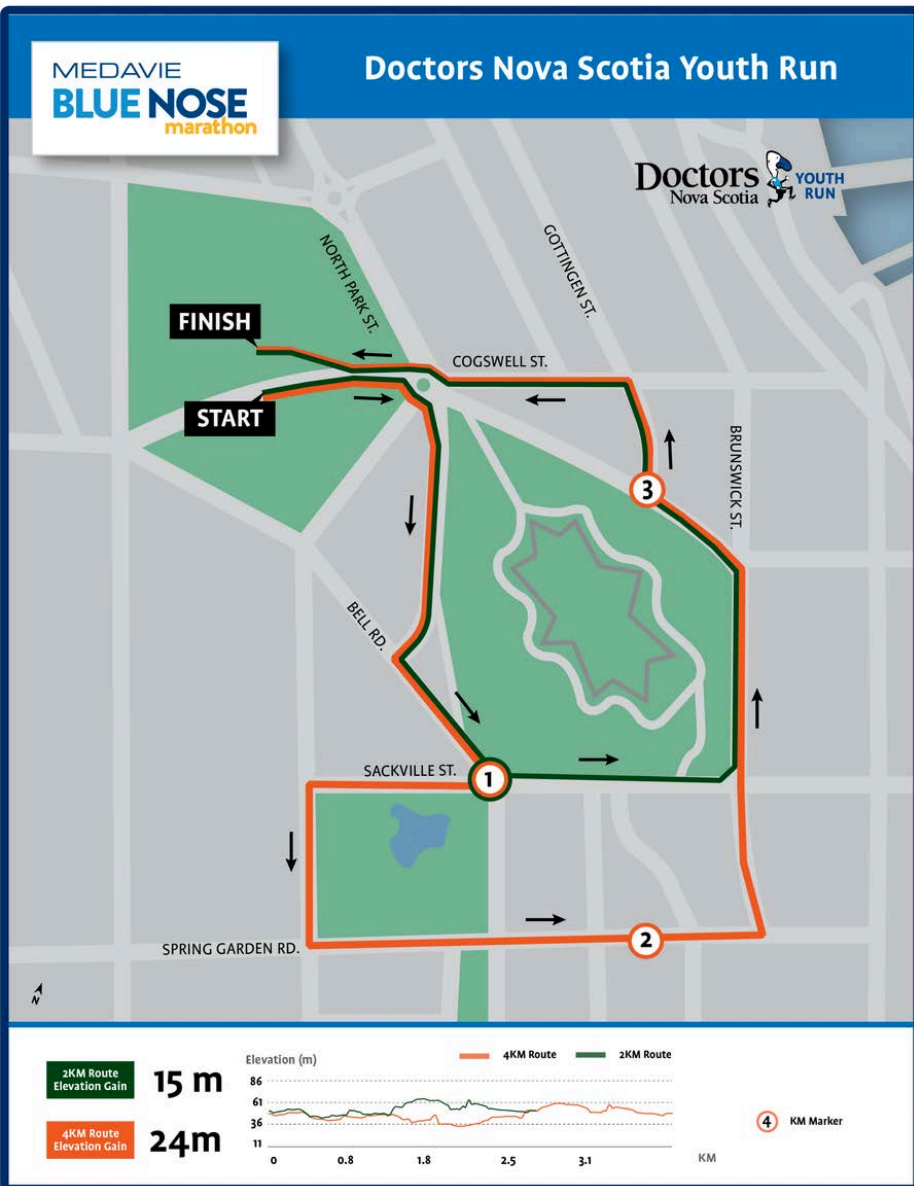 MEDAVIE
BLUE NOSE
marathon
Doctors Nova Scotia Youth Run
Doctors
Nova Scotia
YOUTH
RUN
NORTH PARK ST.
GOTTINGEN ST.
FINISH
COGSWELL ST.
START
BRUNSWICK ST.
3
BELL RD.
SACKVILLE ST.
1
SPRING GARDEN RD.
2
N
2KM Route
Elevation Gain
15 m
4KM Route
Elevation Gain
24m
Elevation (m)
4KM Route
2KM Route
86
61
36
11
0 0.8 1.8 2.5 3.1 KM
4 KM Marker